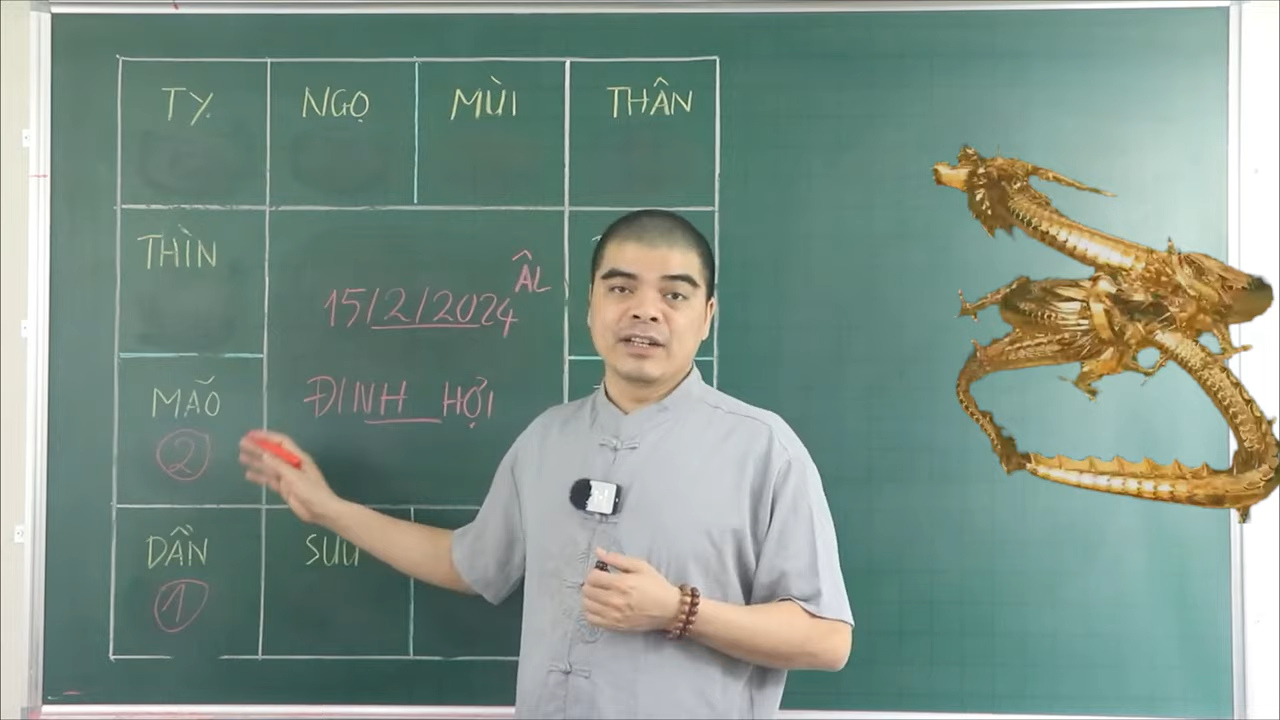 TỴ NGỌ MÙI THÂN
THÌN
15/2/2024 ÂL
MÃO
ĐINH HỢI
2
DẦN SỬU
1